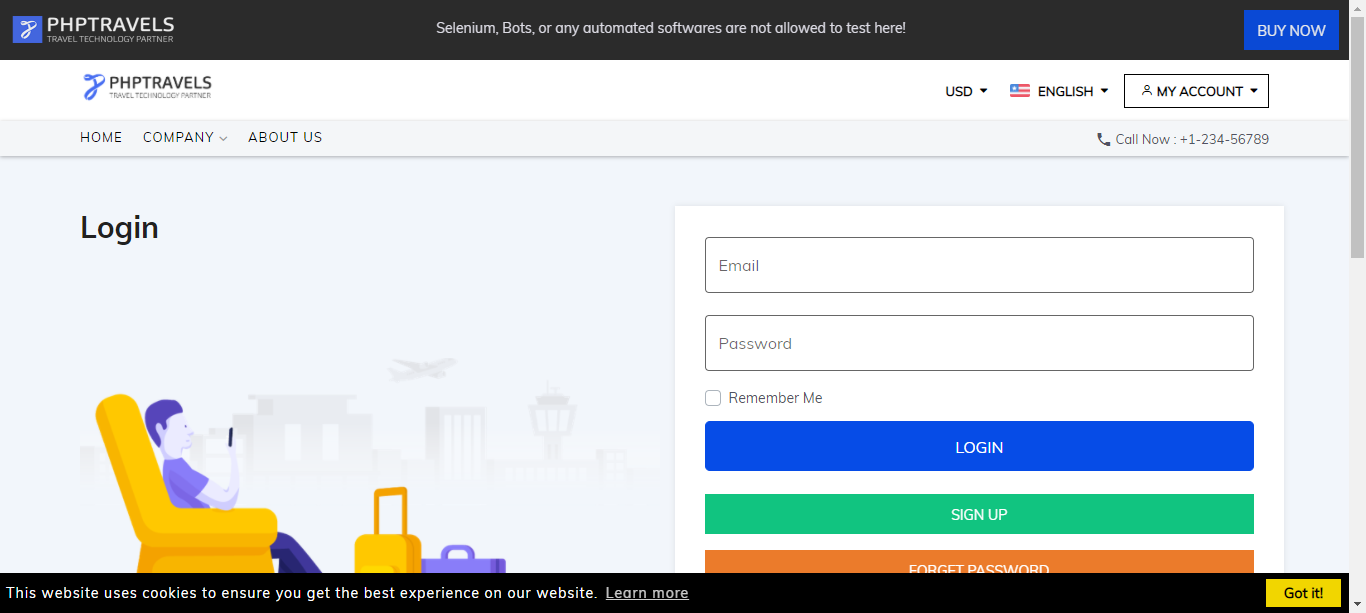 PHPTRAVELS
TRAVEL TECHNOLOGY PARTNER
Selenium, Bots, or any automated softwares are not allowed to test here!
BUY NOW
PHPTRAVELS
TRAVEL TECHNOLOGY PARTNER
USD
ENGLISH
MY ACCOUNT
HOME
COMPANY
ABOUT US
Call Now : +1-234-56789
Login
Email
Password
Remember Me
LOGIN
SIGN UP
FORGET PASSWORD
This website uses cookies to ensure you get the best experience on our website. Learn more
Got it!